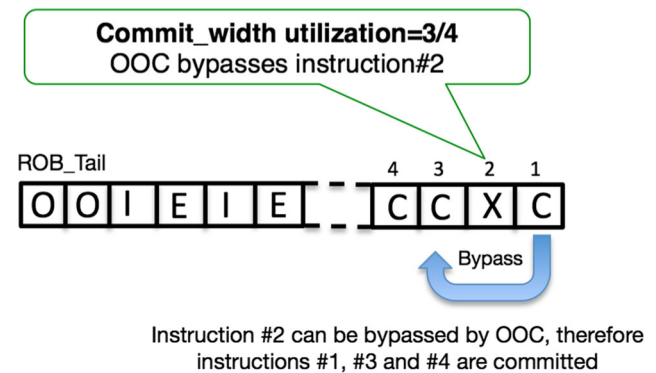 Commit_width utilization=3/4
OOC bypasses instruction#2
ROB_Tail
4 3 2 1
O O I E I E C C X C
Bypass
Instruction #2 can be bypassed by OOC, therefore
instructions #1, #3 and #4 are committed